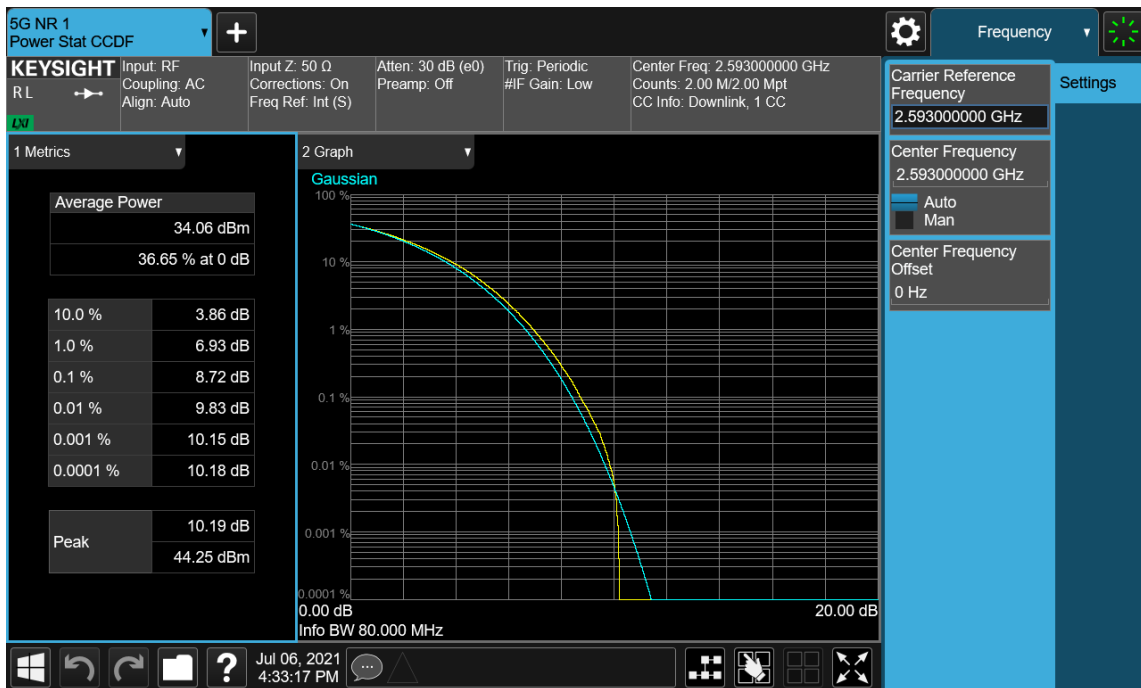 5G NR 1
Power Stat CCDF
Frequency
KEYSIGHT
R L
LXI
Input: RF
Coupling: AC
Align: Auto
Input Z: 50 Ω
Corrections: On
Freq Ref: Int (S)
Atten: 30 dB (e0)
Preamp: Off
Trig: Periodic
#IF Gain: Low
Center Freq: 2.593000000 GHz
Counts: 2.00 M/2.00 Mpt
CC Info: Downlink, 1 CC
Carrier Reference
Frequency
2.593000000 GHz
Settings
Center Frequency
2.593000000 GHz
Auto
Man
Center Frequency
Offset
0 Hz
1 Metrics
Average Power
34.06 dBm
36.65 % at 0 dB
10.0 % 3.86 dB
1.0 % 6.93 dB
0.1 % 8.72 dB
0.01 % 9.83 dB
0.001 % 10.15 dB
0.0001 % 10.18 dB
Peak
10.19 dB
44.25 dBm
2 Graph
Gaussian
100 %
10 %
1 %
0.1 %
0.01 %
0.001 %
0.0001 %
0.00 dB 20.00 dB
Info BW 80.000 MHz
?
Jul 06, 2021
4:33:17 PM